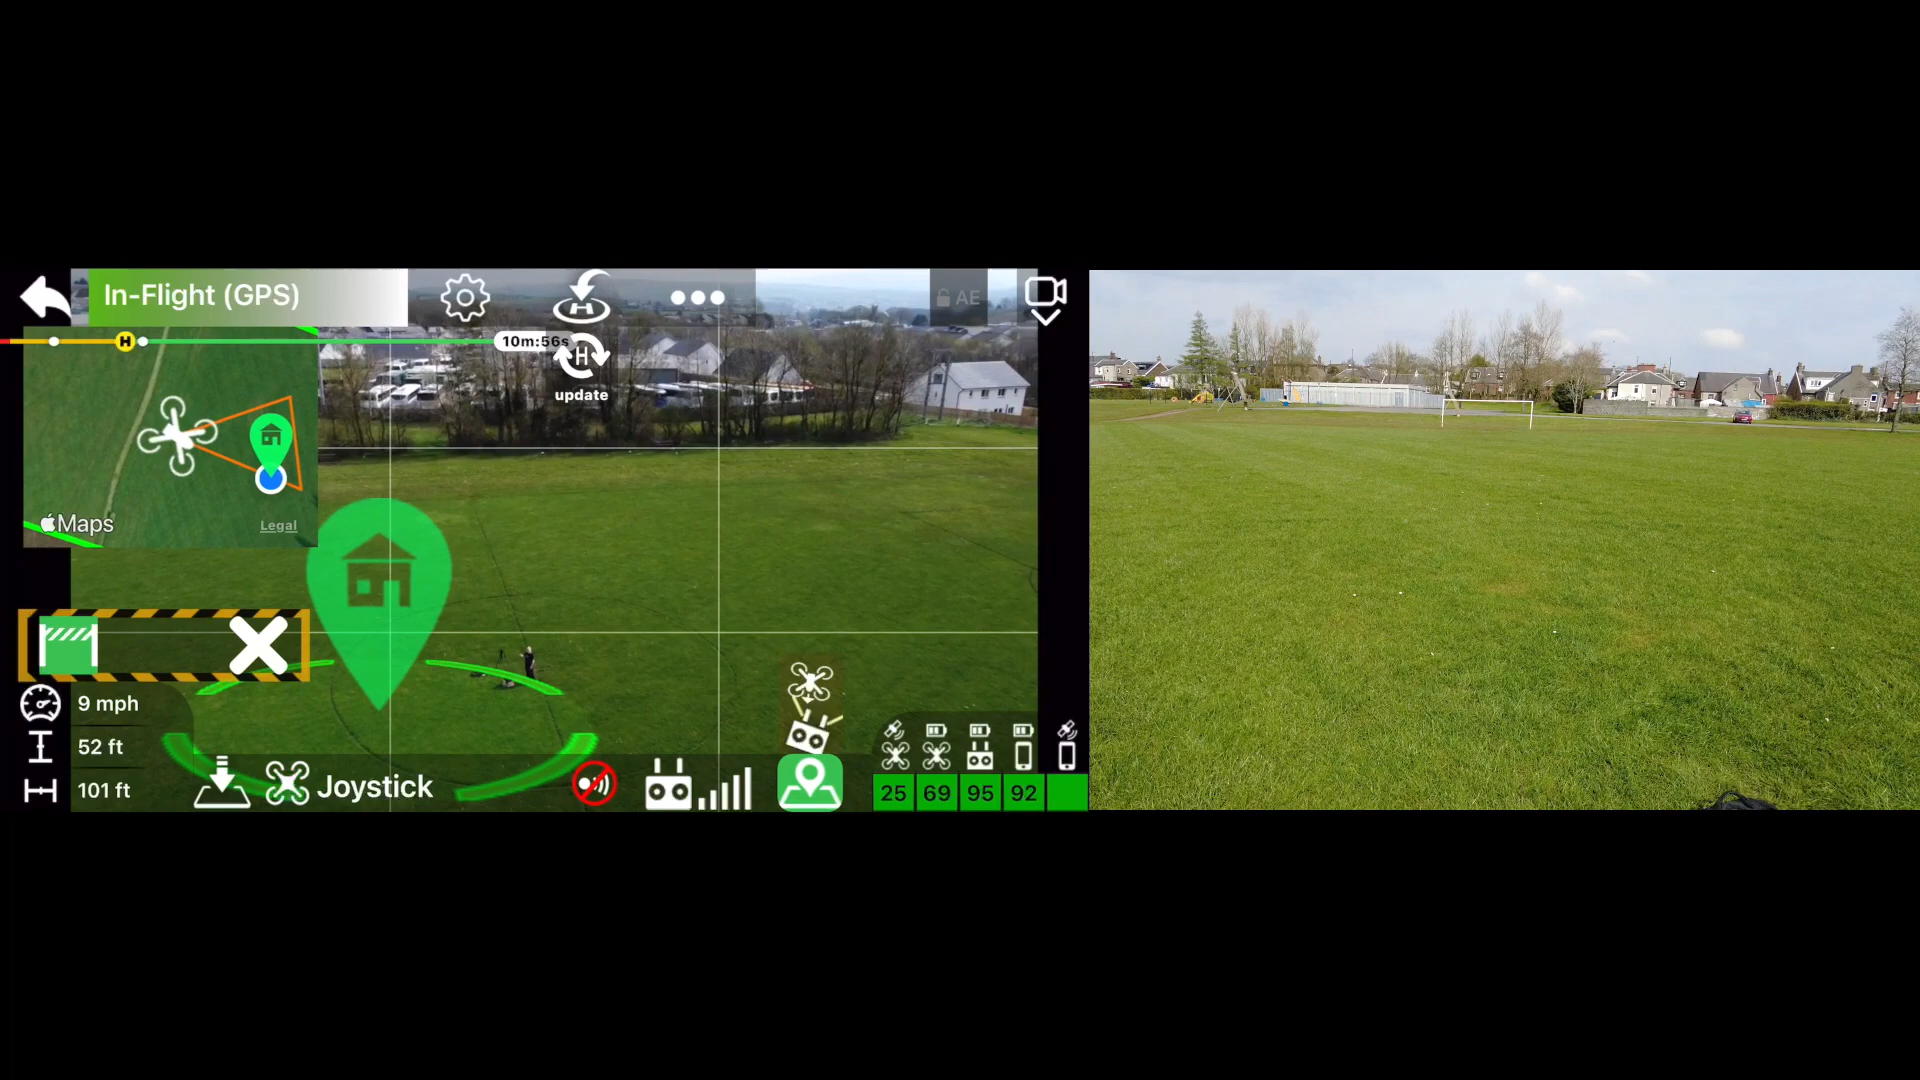 In-Flight (GPS)
AE
H
10m:56s
H
update
Maps
Legal
9 mph
52 ft
101 ft
Joystick
25 69 95 92